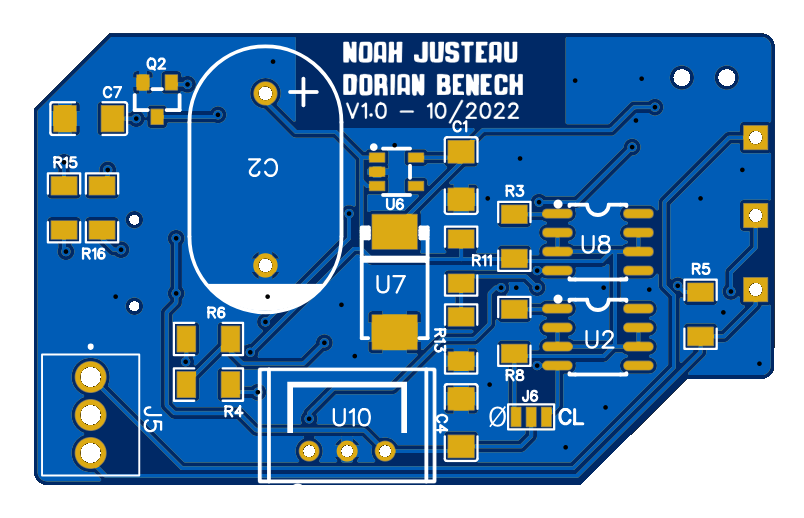 NOAH JUSTEAU
DORIAN BENECH
V1.0 – 10/2022
Q2
C7
C1
C2
R15
R3
U6
R16
R11
U8
R5
U7
R6
R13
U2
R8
R4
J5
U10
C4
J6
Ø CL